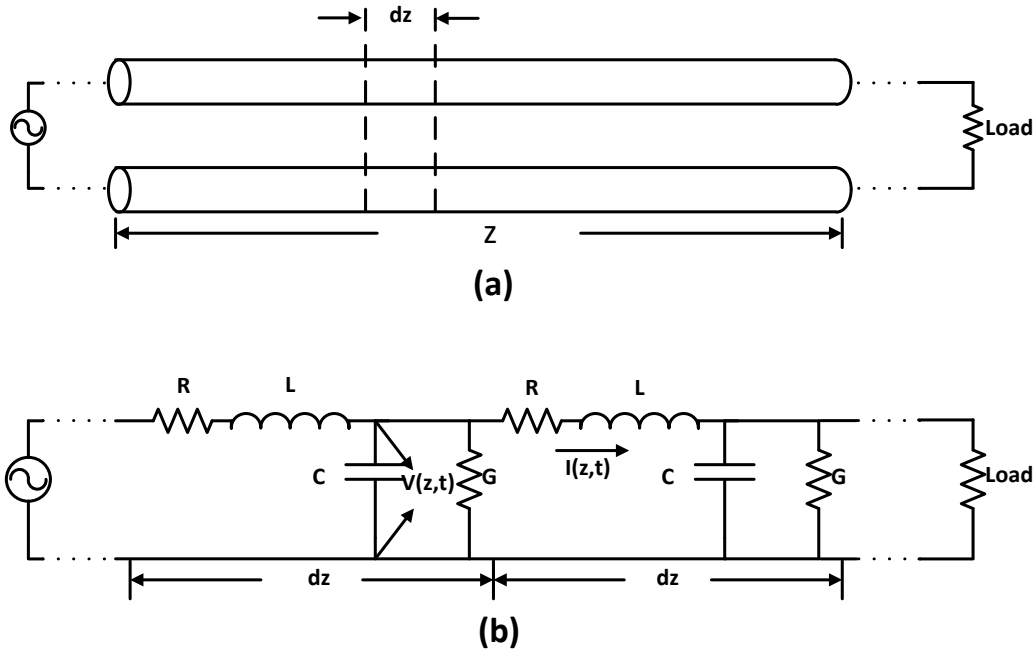 dz
Load
Z
(a)
R L R L
I(z,t)
C V(z,t) G C G Load
dz dz
(b)